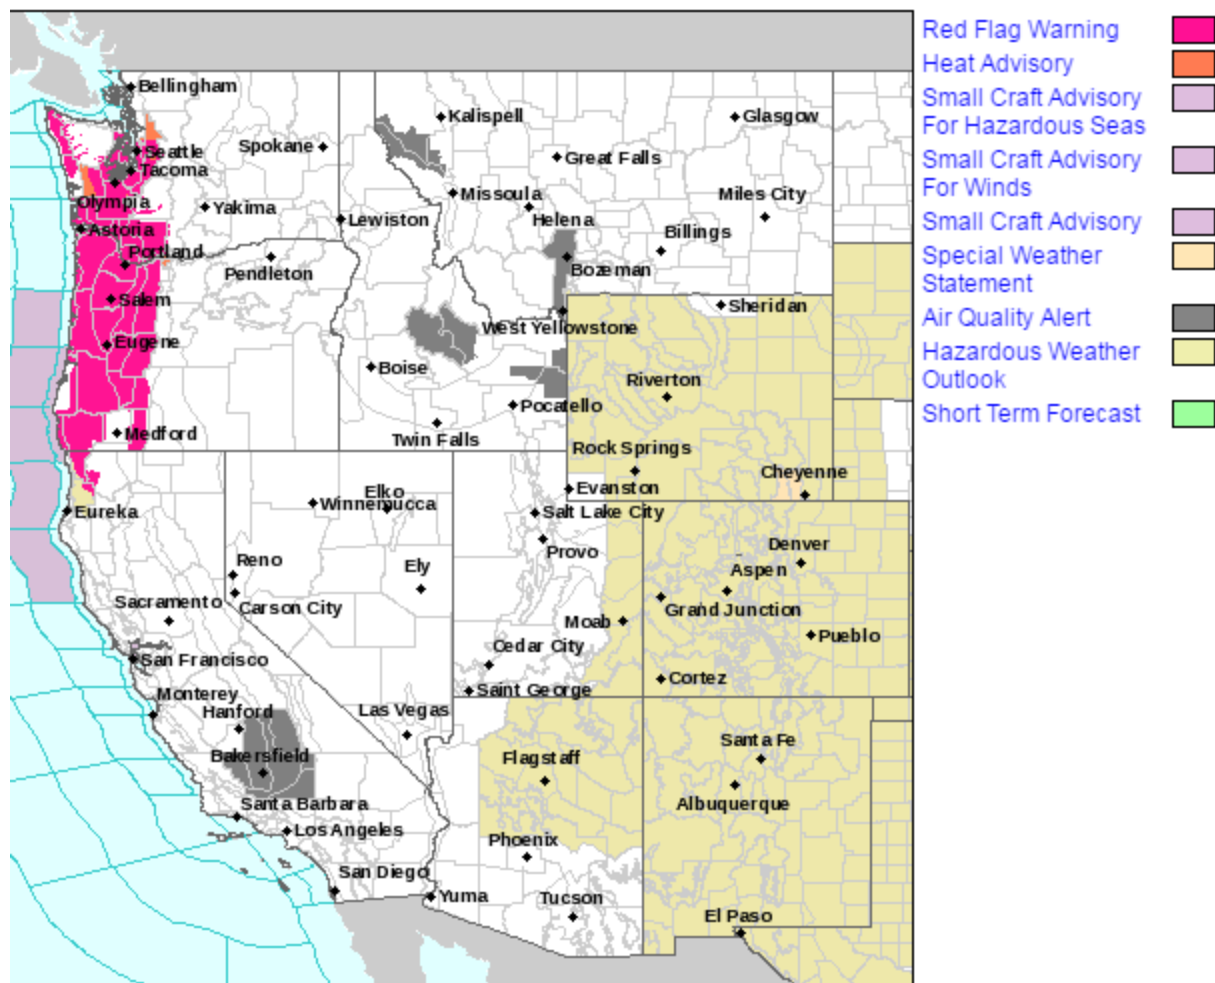 Red Flag Warning
Heat Advisory
Small Craft Advisory
For Hazardous Seas
Small Craft Advisory
For Winds
Small Craft Advisory
Special Weather
Statement
Air Quality Alert
Hazardous Weather
Outlook
Short Term Forecast
Bellingham
Kalispell
Glasgow
Seattle
Spokane
Great Falls
Tacoma
Missoula
Miles City
Olympia
Yakima
Lewiston
Helena
Astoria
Billings
Portland
Pendleton
Bozeman
Salem
Sheridan
West Yellowstone
Eugene
Boise
Riverton
Pocatello
Medford
Twin Falls
Rock Springs
Cheyenne
Elko
Evanston
Winnemucca
Eureka
Salt Lake City
Denver
Provo
Reno
Ely
Aspen
Sacramento
Carson City
Grand Junction
Moab
Pueblo
Cedar City
San Francisco
Cortez
Saint George
Monterey
Hanford
Las Vegas
Santa Fe
Bakersfield
Flagstaff
Santa Barbara
Albuquerque
Los Angeles
Phoenix
San Diego
Yuma
Tucson
El Paso